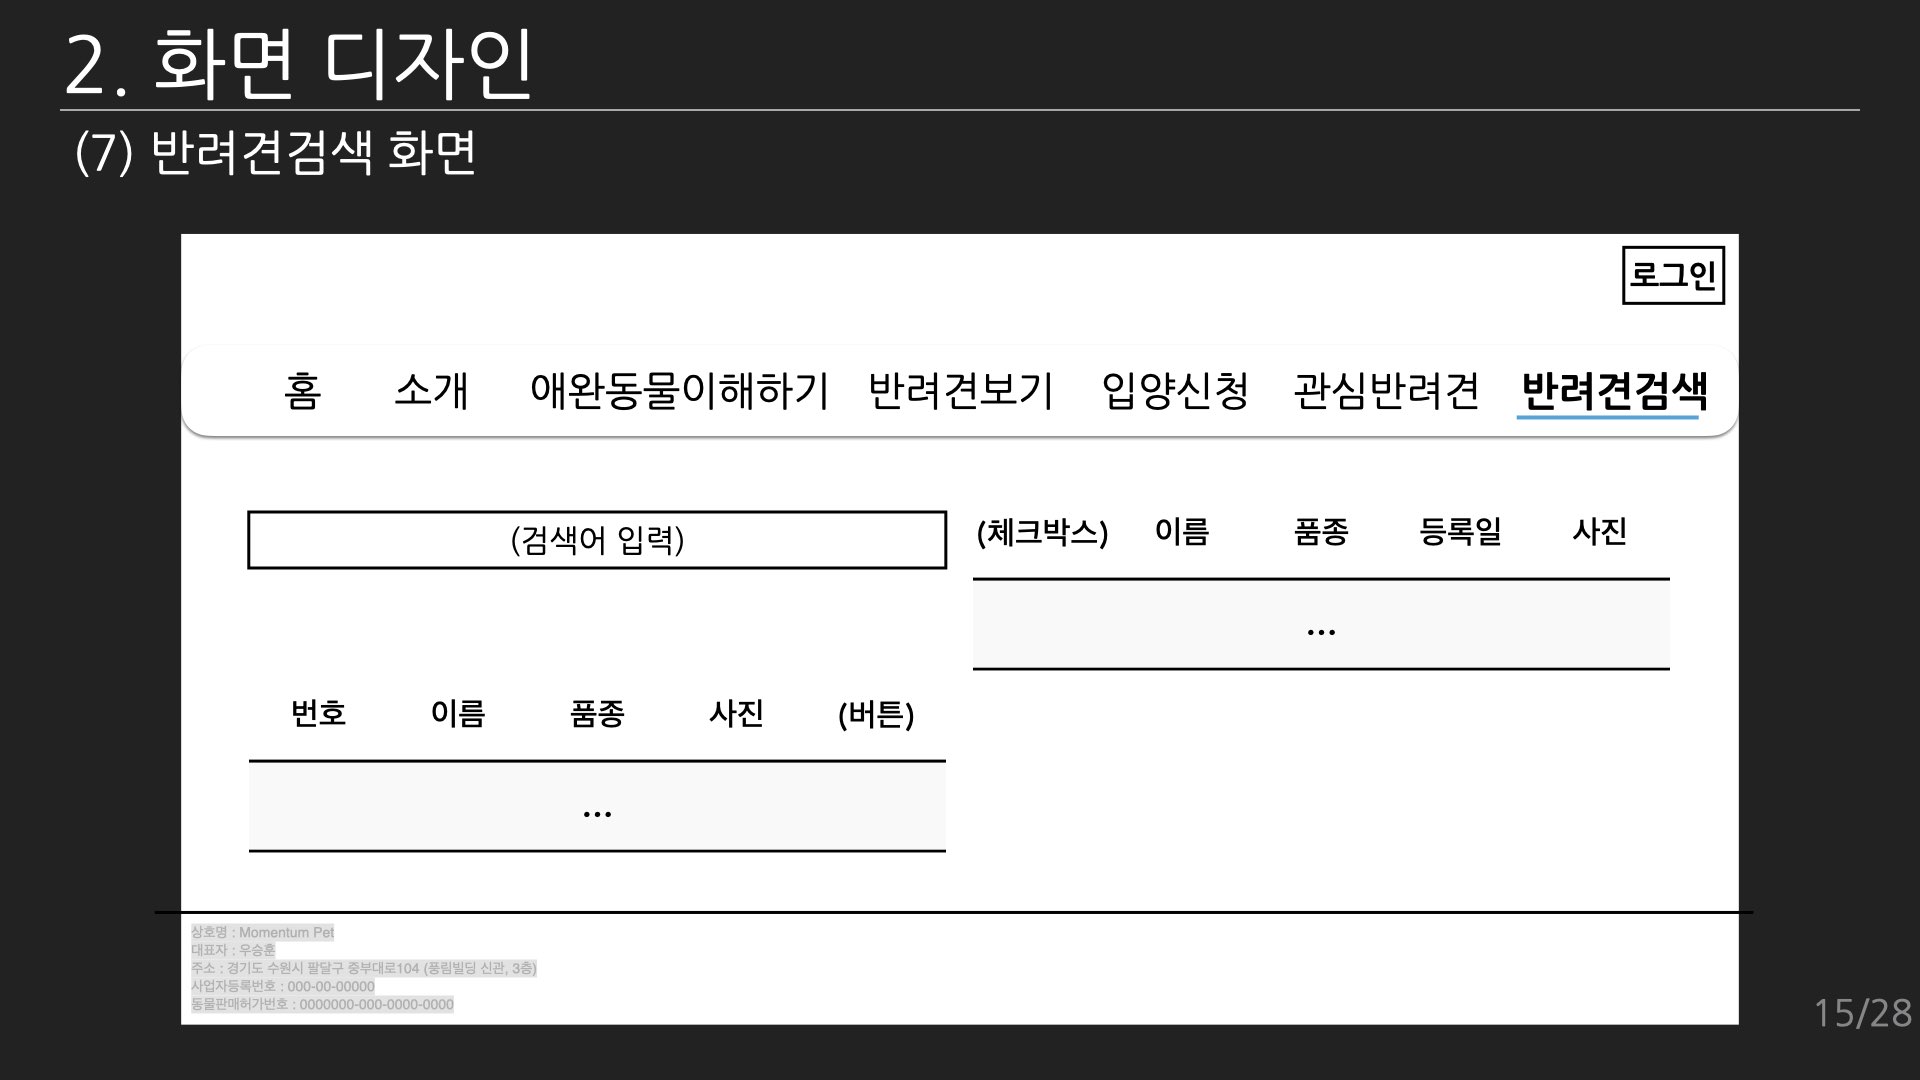 2. 화면 디자인
(7) 반려견검색 화면
로그인
홈 소개 애완동물이해하기 반려견보기 입양신청 관심반려견 반려견검색
(검색어 입력)
(체크박스) 이름 품종 등록일 사진
...
번호 이름 품종 사진 (버튼)
...
상호명 : Momentum Pet
대표자 : 우승훈
주소 : 경기도 수원시 팔달구 중부대로104 (풍림빌딩 신관, 3층)
사업자등록번호 : 000-00-00000
동물판매허가번호 : 0000000-000-0000-0000
15/28